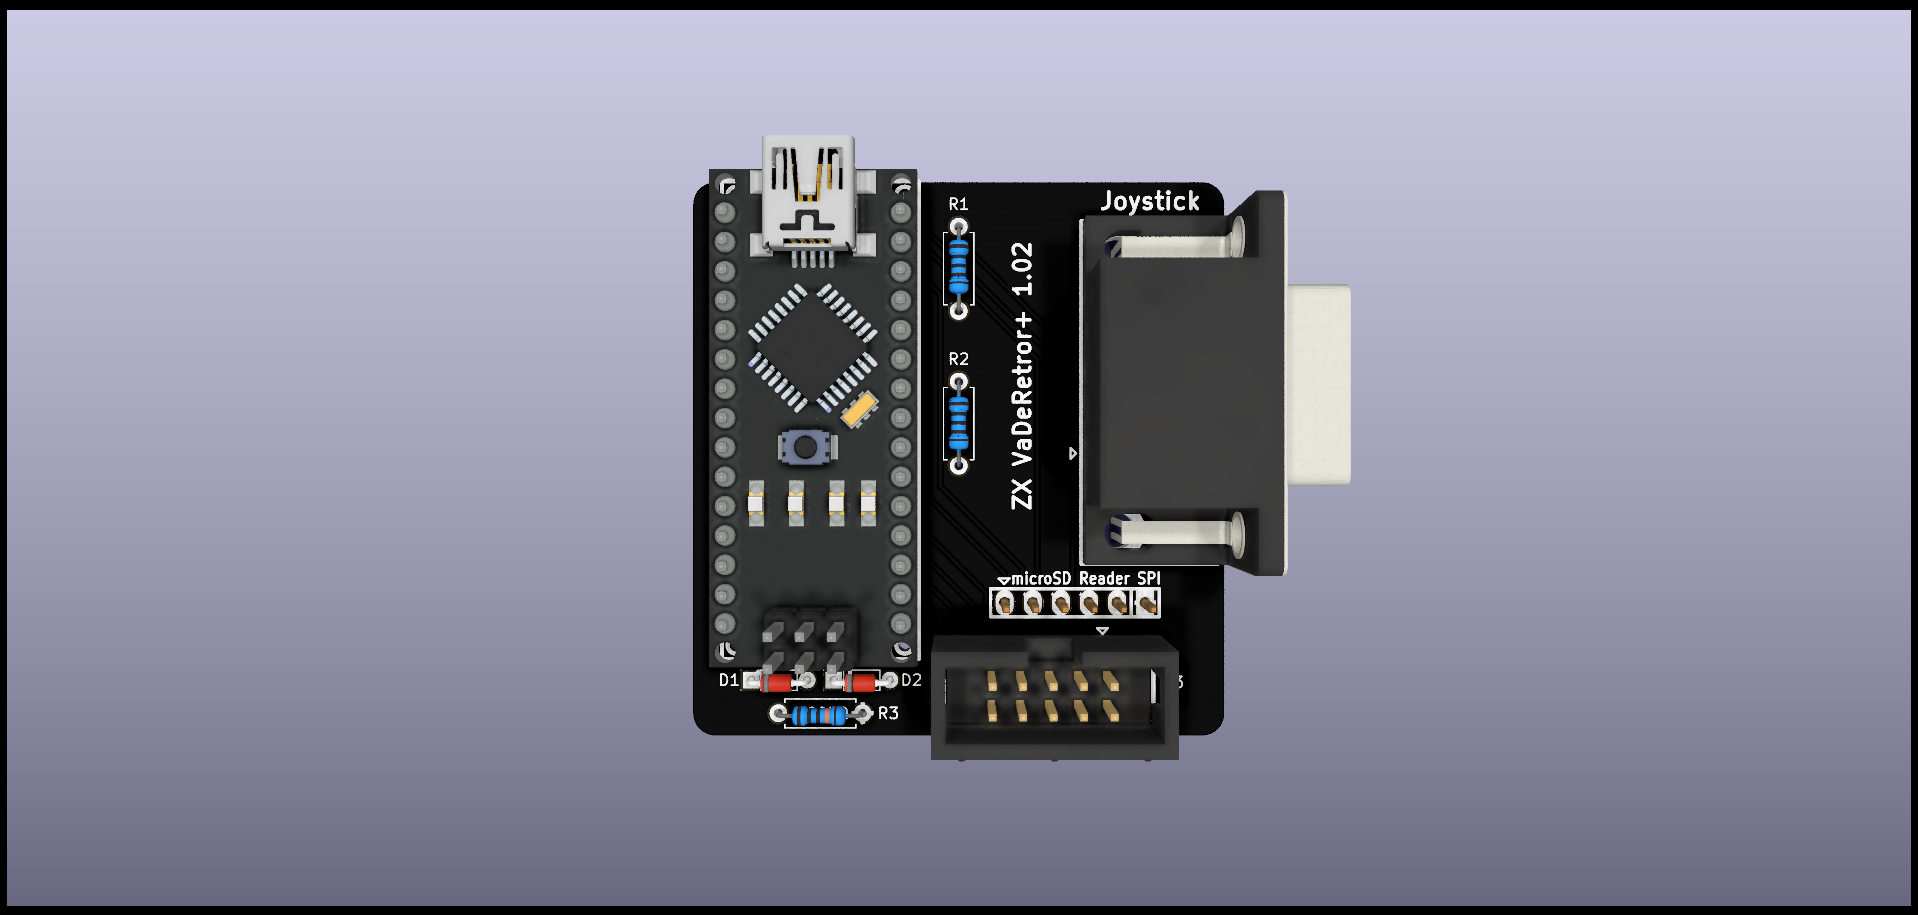 Joystick
R1
ZX VaDeRetror+ 1.02
R2
microSD Reader SPI
D1
D2
R3